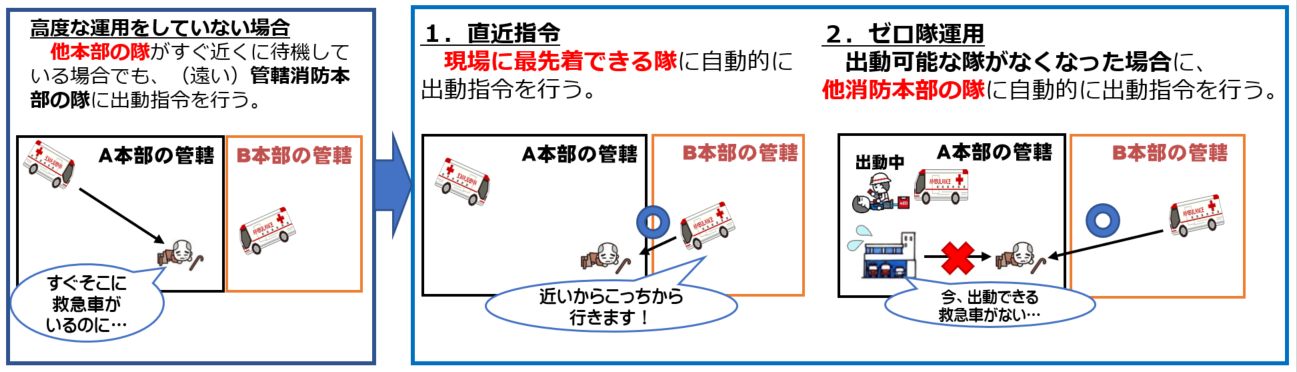 高度な運用をしていない場合
他本部の隊がすぐ近くに待機して
いる場合でも、（遠い）管轄消防本
部の隊に出動指令を行う。
A本部の管轄
B本部の管轄
すぐそこに
救急車が
いるのに…
１．直近指令
現場に最先着できる隊に自動的に
出動指令を行う。
A本部の管轄
B本部の管轄
近いからこっちから
行きます！
２．ゼロ隊運用
出動可能な隊がなくなった場合に、
他消防本部の隊に自動的に出動指令を行う。
出動中
A本部の管轄
B本部の管轄
AMBULANCE
今、出動できる
救急車がない…